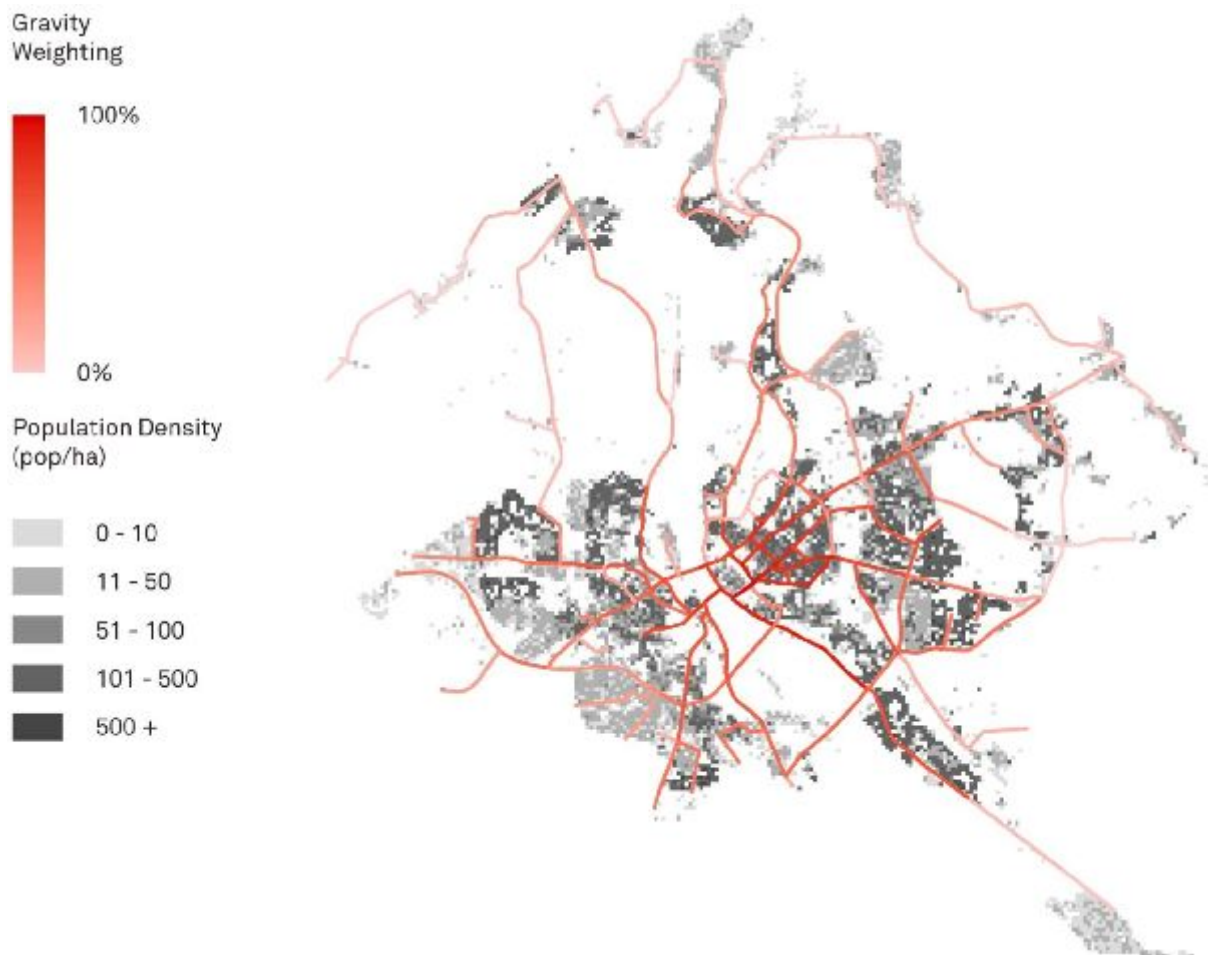 Gravity
Weighting
100%
0%
Population Density
(pop/ha)
0 - 10
11 - 50
51 - 100
101 - 500
500 +